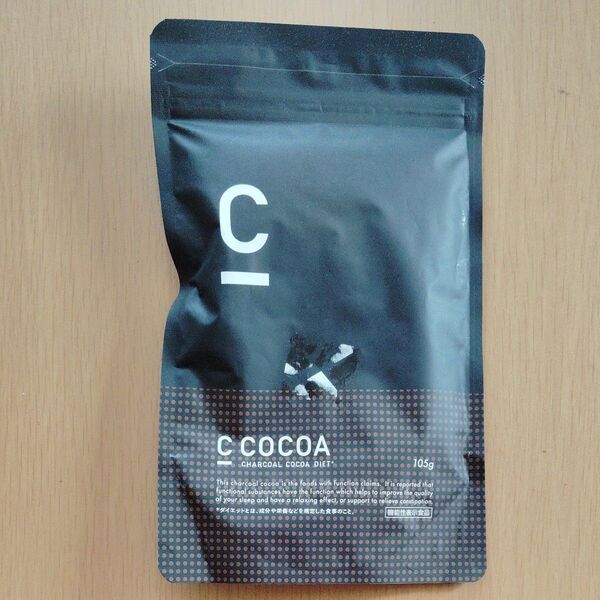 C
C COCOA
CHARCOAL COCOA DIET*
105g
This charcoal cocoa is the foods with function claims. It is reported that
functional substances have the function which helps to improve the quality
of your sleep and have a relaxing effect, or support to relieve constipation.
*ダイエットとは、成分や栄養などを規定した食事のこと。
機能性表示食品